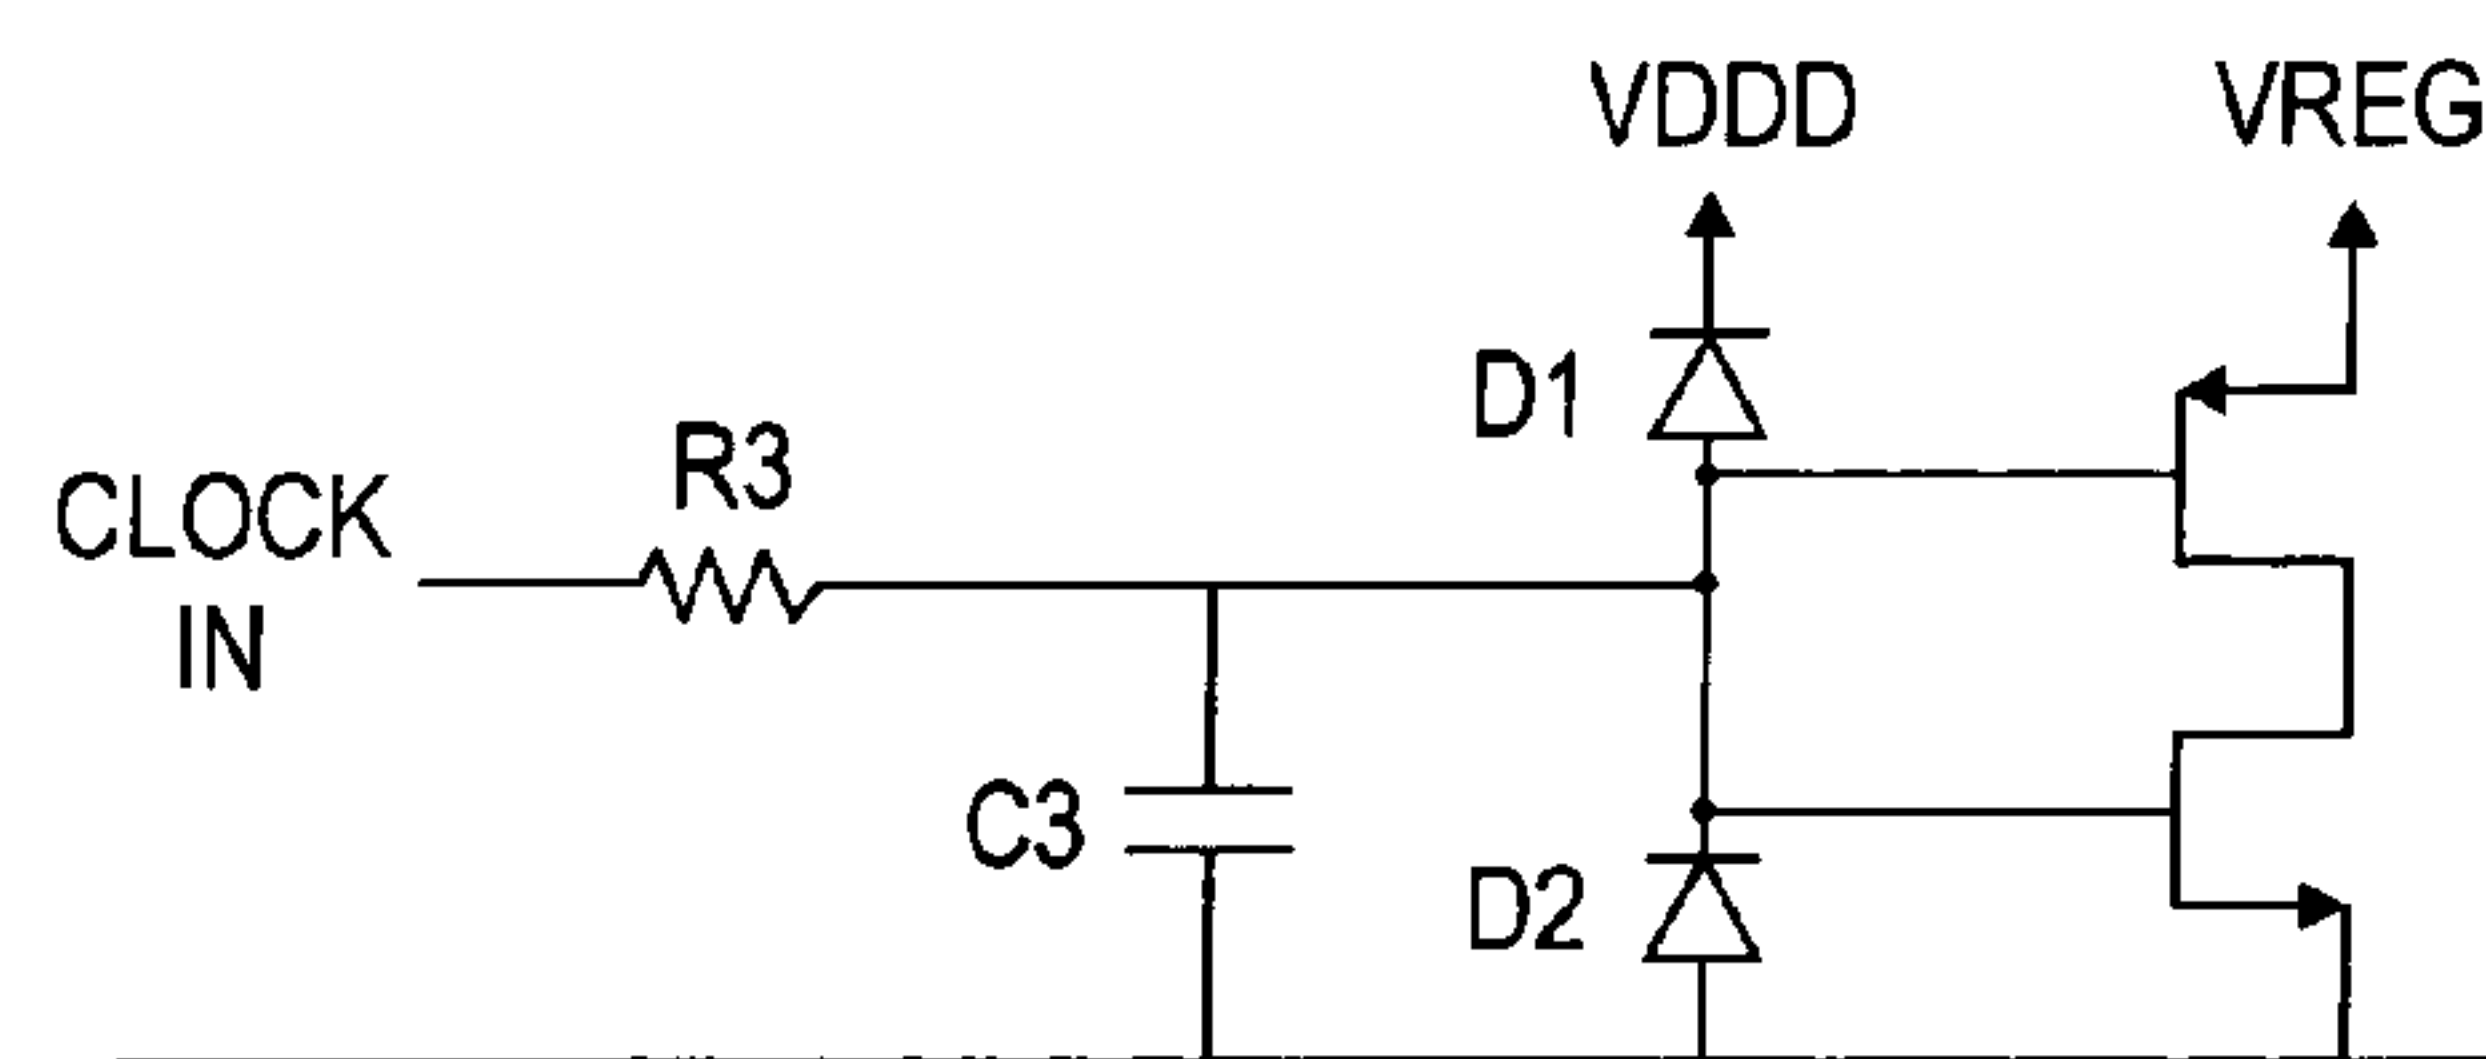 VDDD
VREG
D1
R3
CLOCK
IN
C3
D2